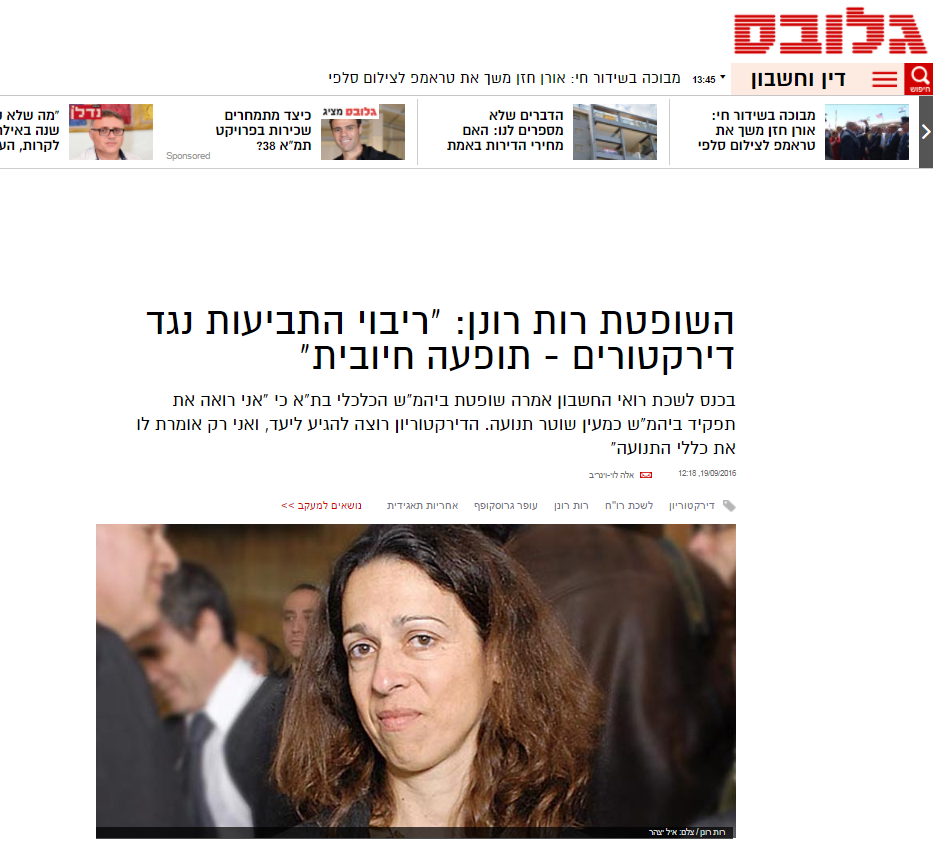 גלובס
חיפוש
דין וחשבון
13:45 מבוכה בשידור חי: אורן חזן משך את טראמפ לצילום סלפי
מבוכה בשידור חי:
אורן חזן משך את
טראמפ לצילום סלפי
הדברים שלא
מספרים לנו: האם
מחירי הדירות באמת
גלובס מציג
כיצד מתמחרים
שכירות בפרויקט
תמ"א 38?
Sponsored
נדל"ן
"מה שלא
שנה באילת
לקרות, הע
השופטת רות רונן: "ריבוי התביעות נגד
דירקטורים - תופעה חיובית"
בכנס לשכת רואי החשבון אמרה שופטת ביהמ"ש הכלכלי בת"א כי "אני רואה את
תפקיד ביהמ"ש כמעין שוטר תנועה. הדירקטוריון רוצה להגיע ליעד, ואני רק אומרת לו
את כללי התנועה"
19/09/2016, 12:18 אלה לוי-וינריב
דירקטוריון לשכת רו"ח רות רונן עופר גרוסקופף אחריות תאגידית נושאים למעקב >>
רות רונן / צלם: איל יצהר